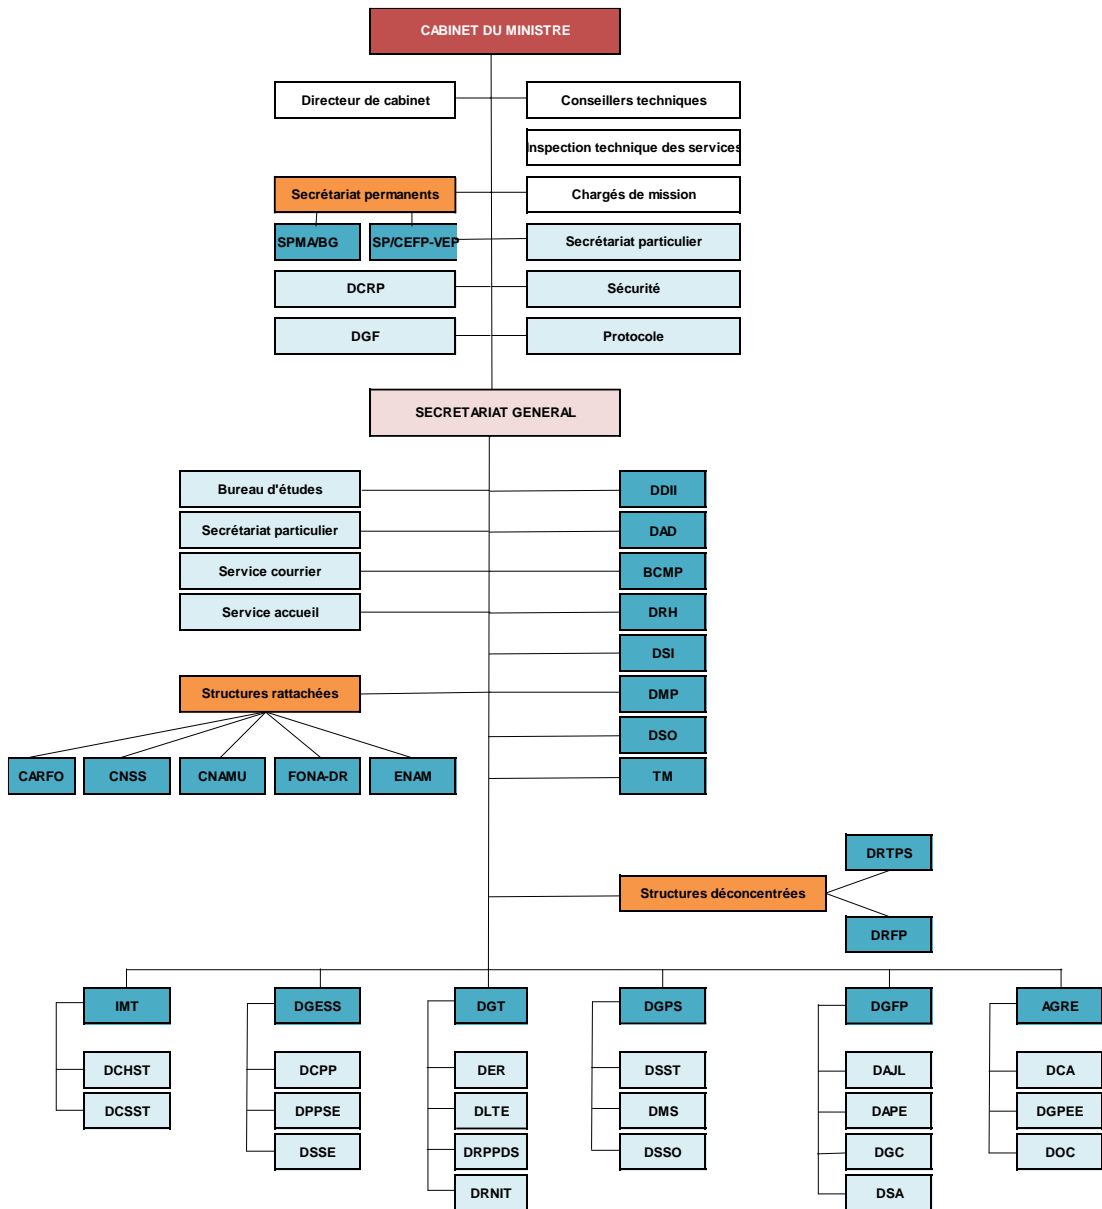 CABINET DU MINISTRE
Directeur de cabinet
Conseillers techniques
Inspection technique des services
Secrétariat permanents
Chargés de mission
SPMA/BG
SP/CEFP-VEP
Secrétariat particulier
DCRP
Sécurité
DGF
Protocole
SECRETARIAT GENERAL
Bureau d'études
DDII
Secrétariat particulier
DAD
Service courrier
BCMP
Service accueil
DRH
DSI
Structures rattachées
DMP
DSO
CARFO
CNSS
CNAMU
FONA-DR
ENAM
TM
DRTPS
Structures déconcentrées
DRFP
IMT
DGESS
DGT
DGPS
DGFP
AGRE
DCHST
DCPP
DER
DSST
DAJL
DCA
DCSST
DPPSE
DLTE
DMS
DAPE
DGPEE
DSSE
DRPPDS
DSSO
DGC
DOC
DRNIT
DSA